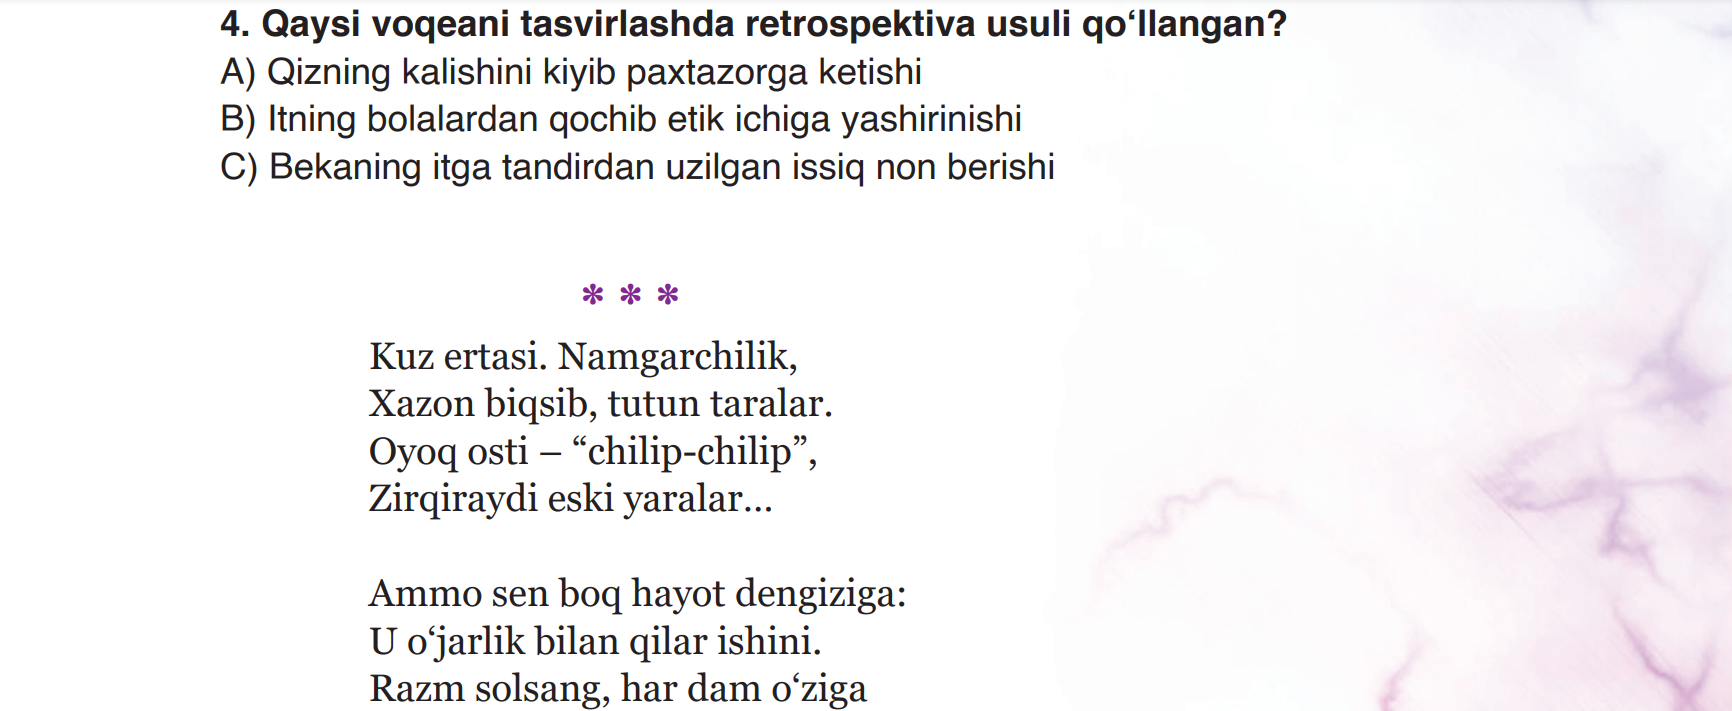 4. Qaysi voqeani tasvirlashda retrospektiva usuli qo‘llangan?
A) Qizning kalishini kiyib paxtazorga ketishi
B) Itning bolalardan qochib etik ichiga yashirinishi
C) Bekaning itga tandirdan uzilgan issiq non berishi
* * *
Kuz ertasi. Namgarchilik,
Xazon biqsib, tutun taralar.
Oyoq osti – “chilip-chilip”,
Zirqiraydi eski yaralar...
Ammo sen boq hayot dengiziga:
U o‘jarlik bilan qilar ishini.
Razm solsang, har dam o‘ziga